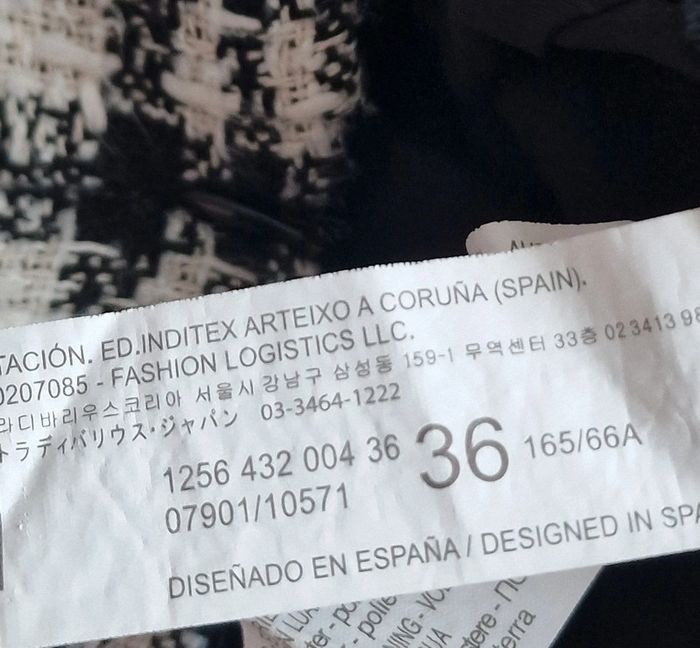 TACIÓN. ED.INDITEX ARTEIXO A CORUÑA (SPAIN).
0207085 - FASHION LOGISTICS LLC.
라디바리우스코리아 서울시 강남구 삼성동 159-1 무역센터 33층 02 3413 98
トラディバリウス・ジャパン 03-3464-1222
1256 432 004 36 36 165/66A
07901/10571
DISEÑADO EN ESPAÑA / DESIGNED IN SPA